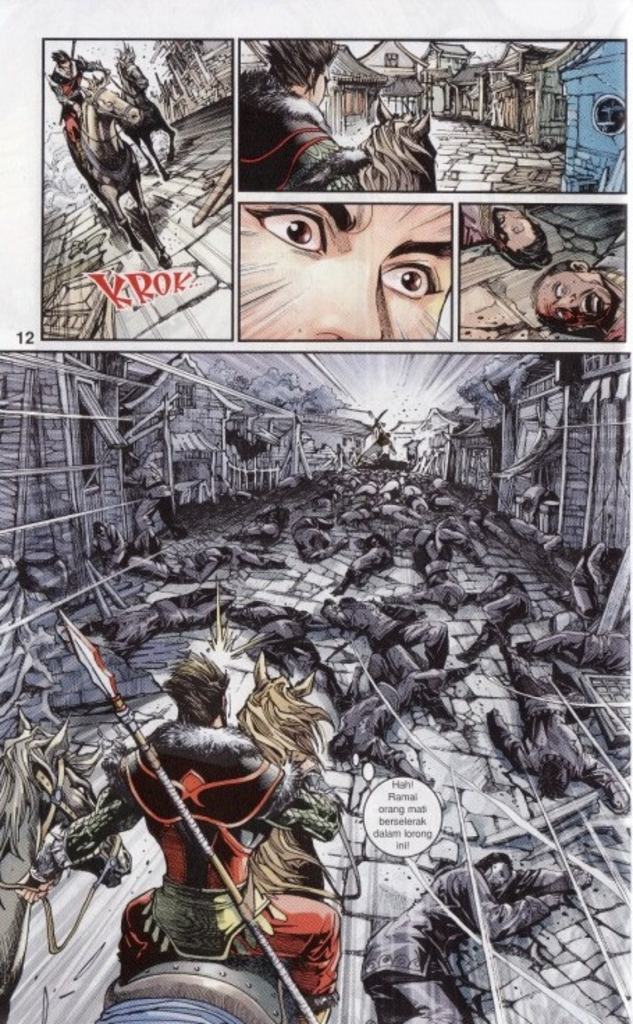 KROK...
12
Hah!
Ramai
orang mati
berselerak
dalam lorong
ini!